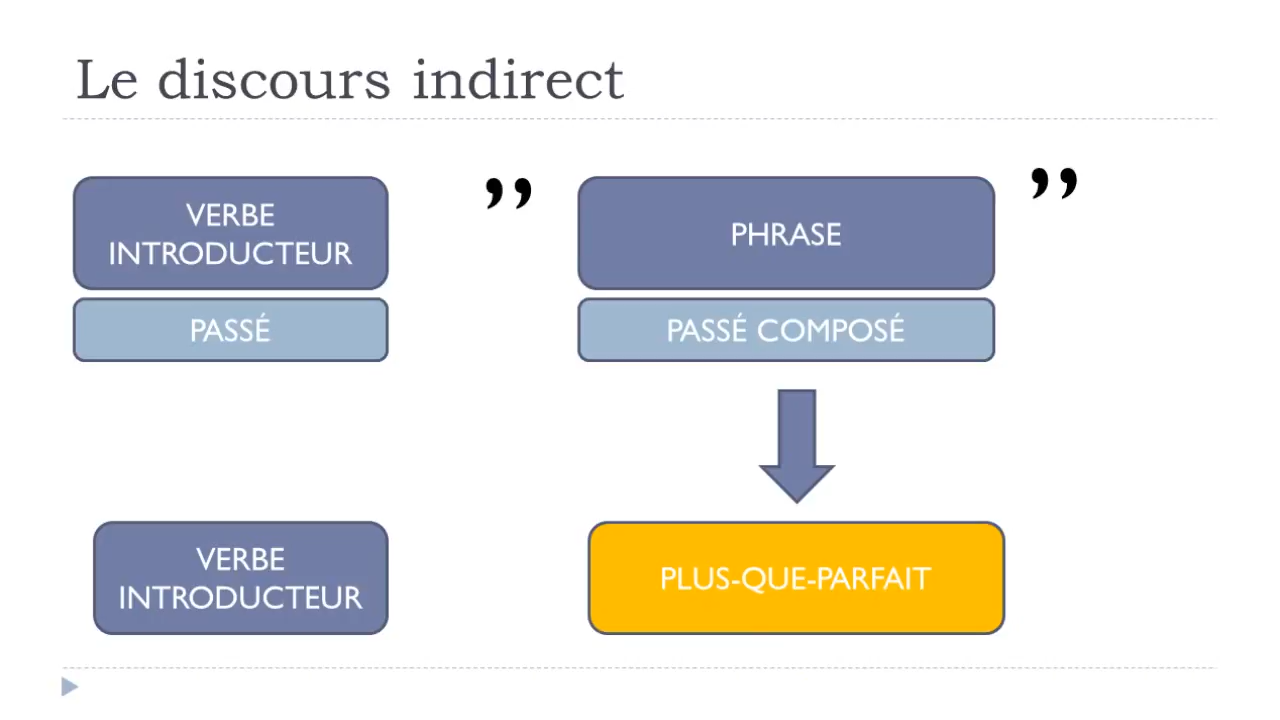 Le discours indirect
VERBE
INTRODUCTEUR
”
PHRASE
”
PASSÉ
PASSÉ COMPOSÉ
VERBE
INTRODUCTEUR
PLUS-QUE-PARFAIT